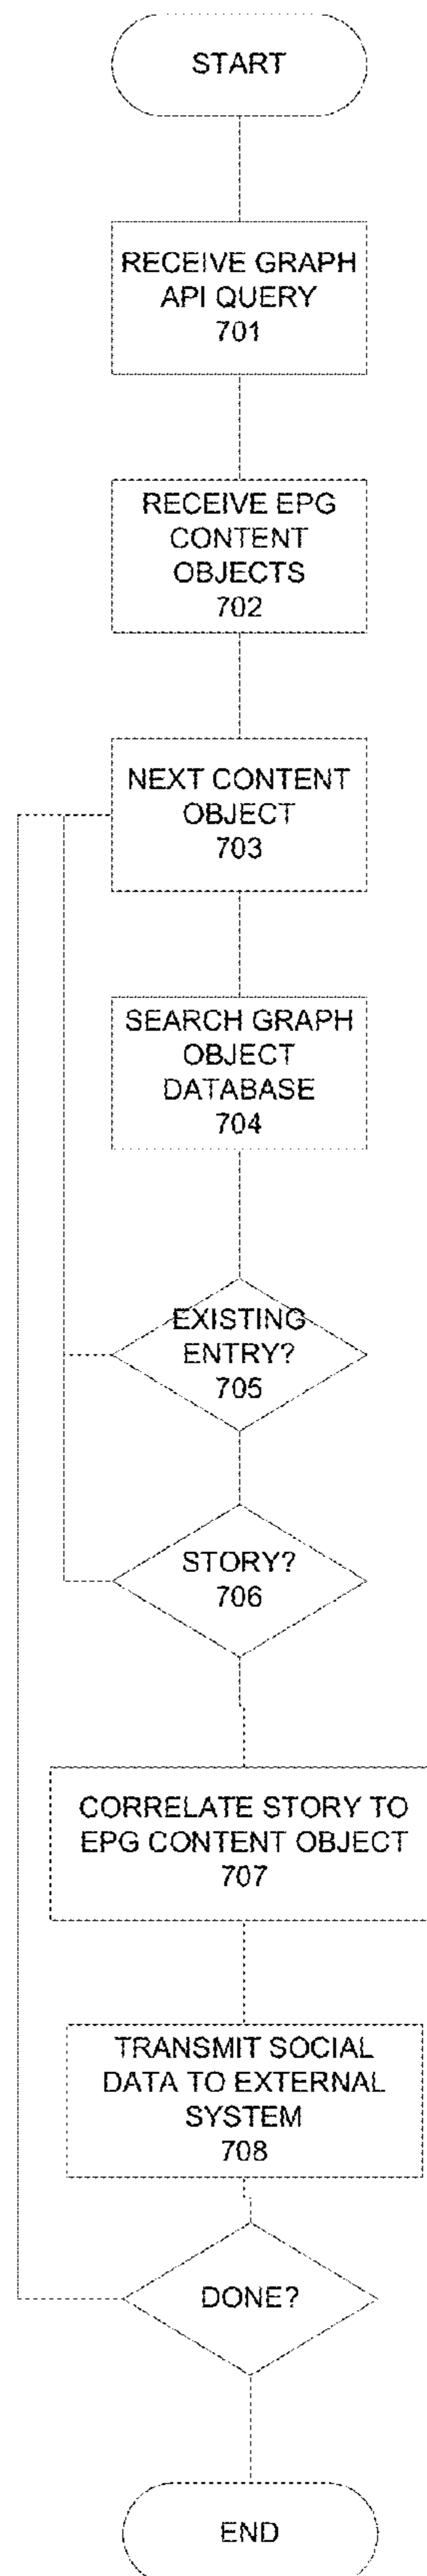 START
RECEIVE GRAPH
API QUERY
701
RECEIVE EPG
CONTENT
OBJECTS
702
NEXT CONTENT
OBJECT
703
SEARCH GRAPH
OBJECT
DATABASE
704
EXISTING
ENTRY?
705
STORY?
706
CORRELATE STORY TO
EPG CONTENT OBJECT
707
TRANSMIT SOCIAL
DATA TO EXTERNAL
SYSTEM
708
DONE?
END